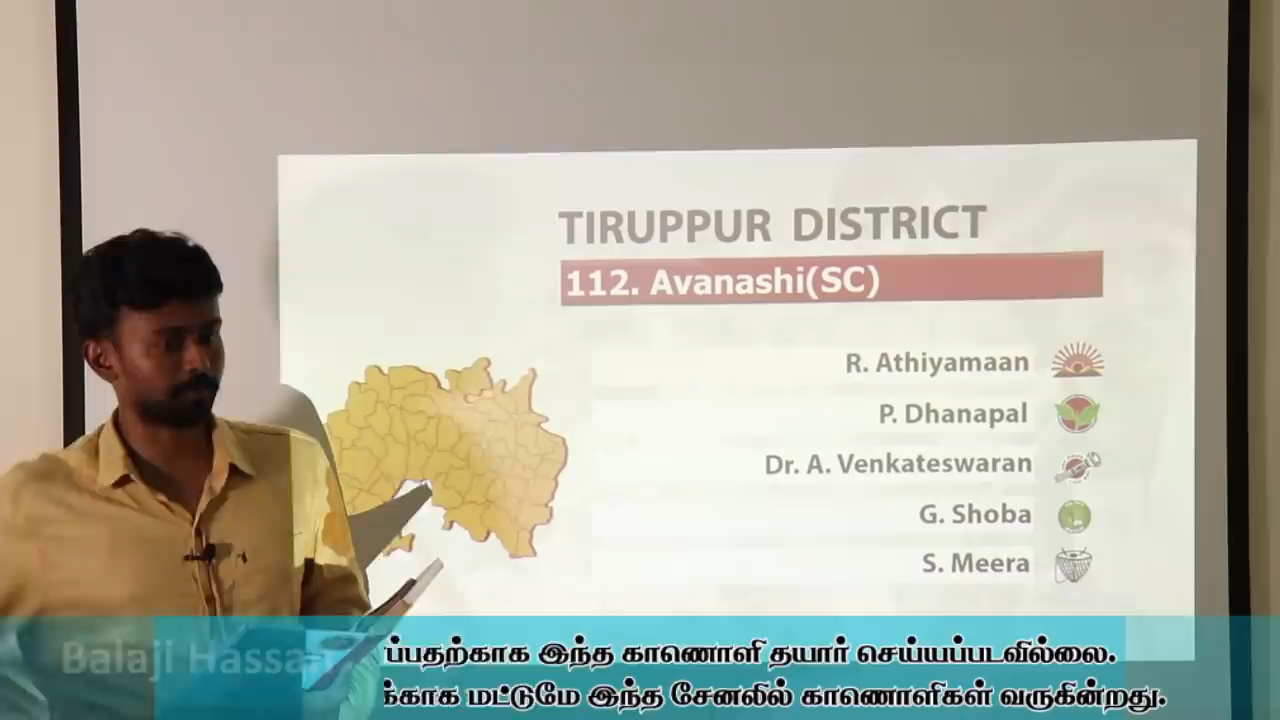 TIRUPPUR DISTRICT
112. Avanashi(SC)
R. Athiyamaan
P. Dhanapal
Dr. A. Venkateswaran
G. Shoba
S. Meera
Balaji Hassan
இந்த காணொளி தயார் செய்யப்படவில்லை.
மட்டுமே இந்த சேனலில் காணொளிகள் வருகின்றது.